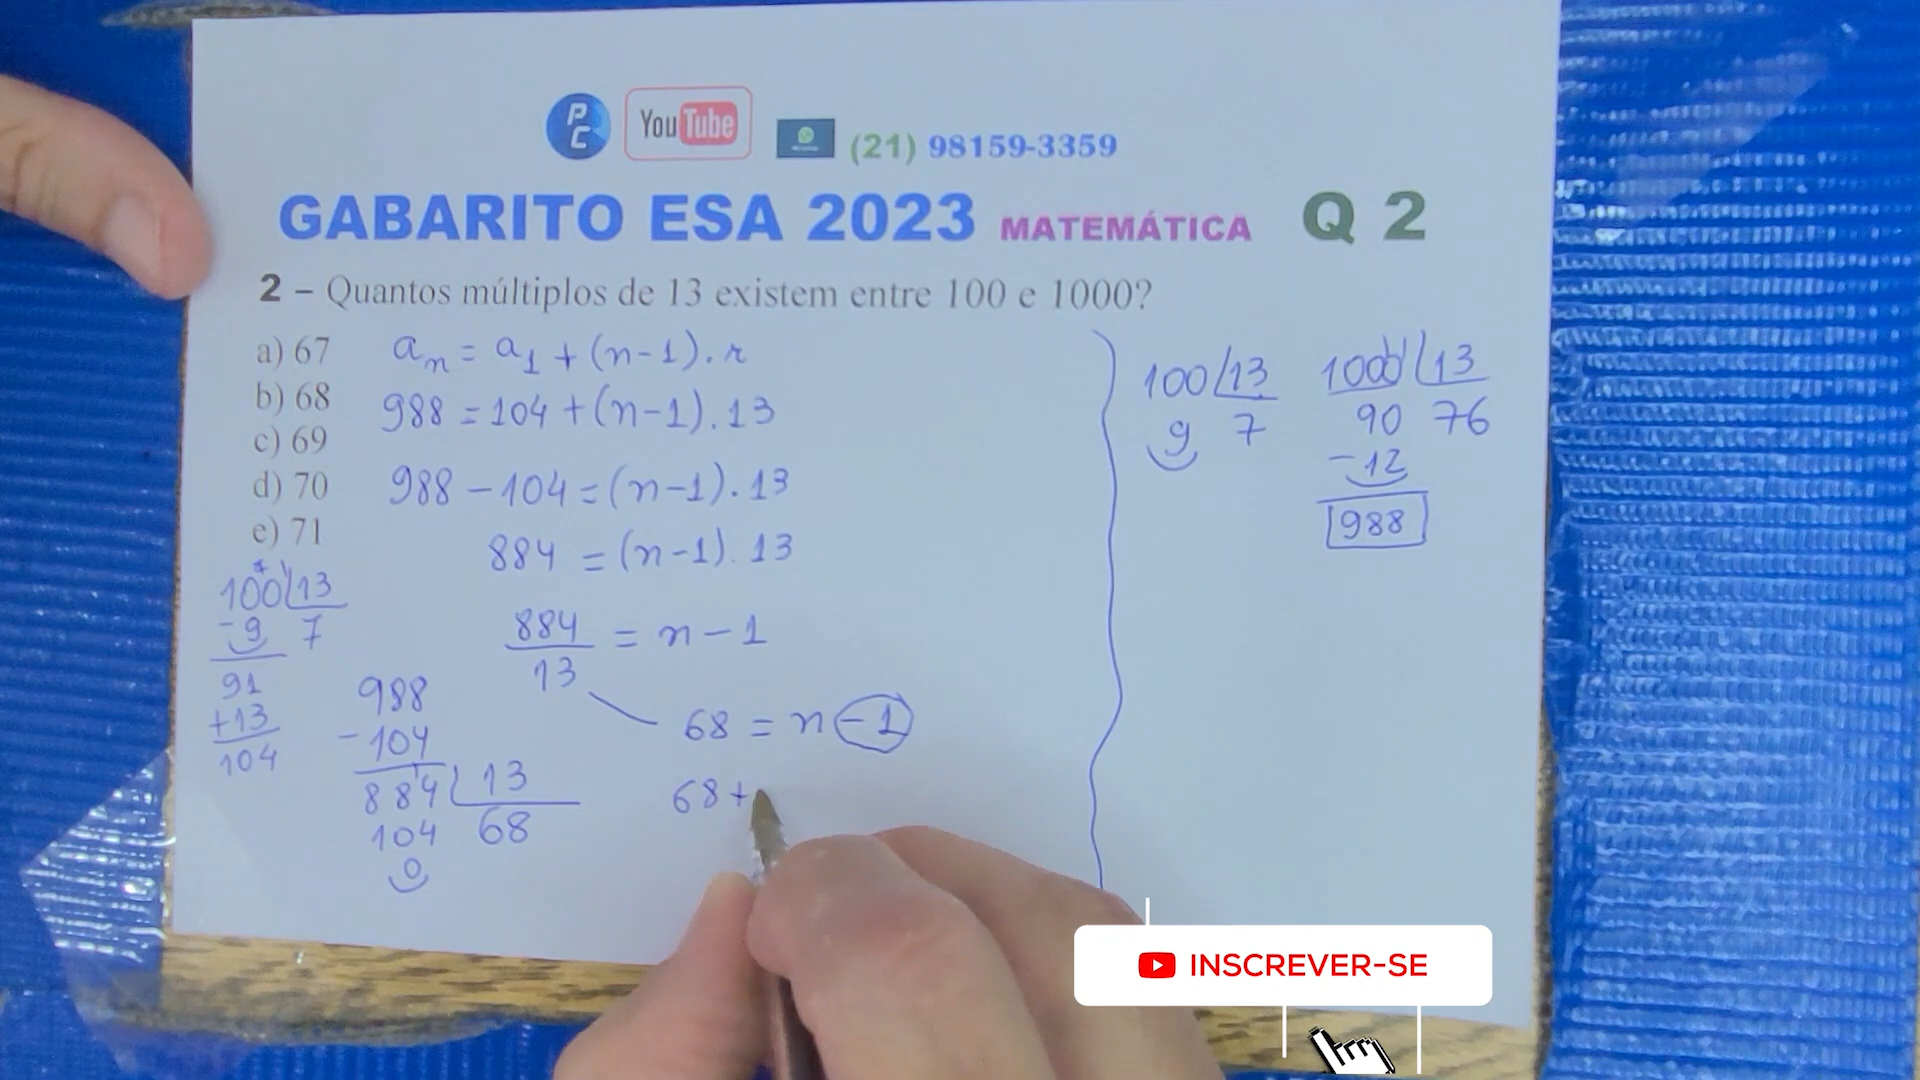 P C YouTube (21) 98159-3359
GABARITO ESA 2023 MATEMÁTICA Q 2
2 – Quantos múltiplos de 13 existem entre 100 e 1000?
a) 67
b) 68
c) 69
d) 70
e) 71
aₙ = a₁ + (n-1). r
988 = 104 + (n-1). 13
988 - 104 = (n-1). 13
884 = (n-1). 13
884
13
= n - 1
68 = n - 1
68 +
100 13
- 9 7
91
+13
104
988
- 104
884 13
104 68
0
100 13
9 7
1000 13
90 76
- 12
988
INSCREVER-SE